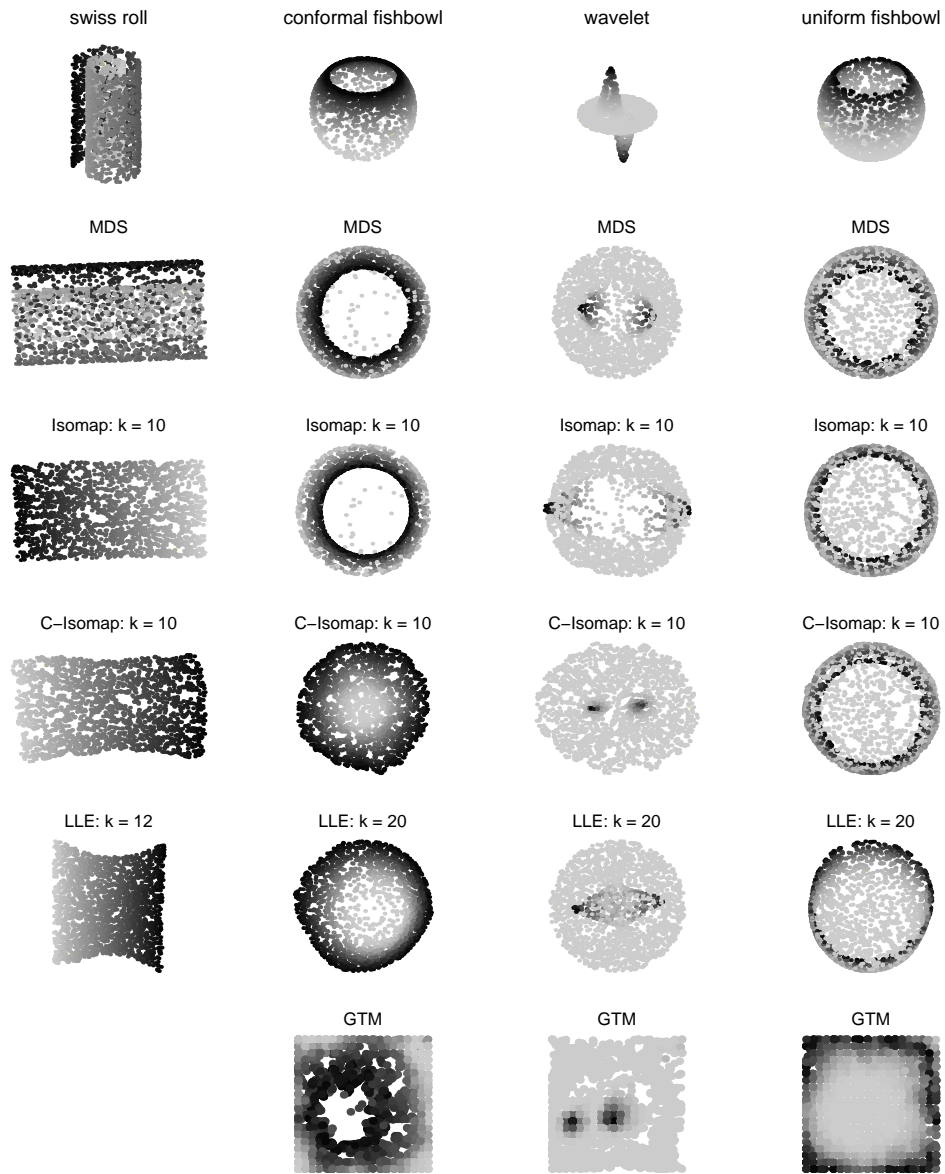 swiss roll
conformal fishbowl
wavelet
uniform fishbowl
MDS
MDS
MDS
MDS
Isomap: k = 10
Isomap: k = 10
Isomap: k = 10
Isomap: k = 10
C−Isomap: k = 10
C−Isomap: k = 10
C−Isomap: k = 10
C−Isomap: k = 10
LLE: k = 12
LLE: k = 20
LLE: k = 20
LLE: k = 20
GTM
GTM
GTM